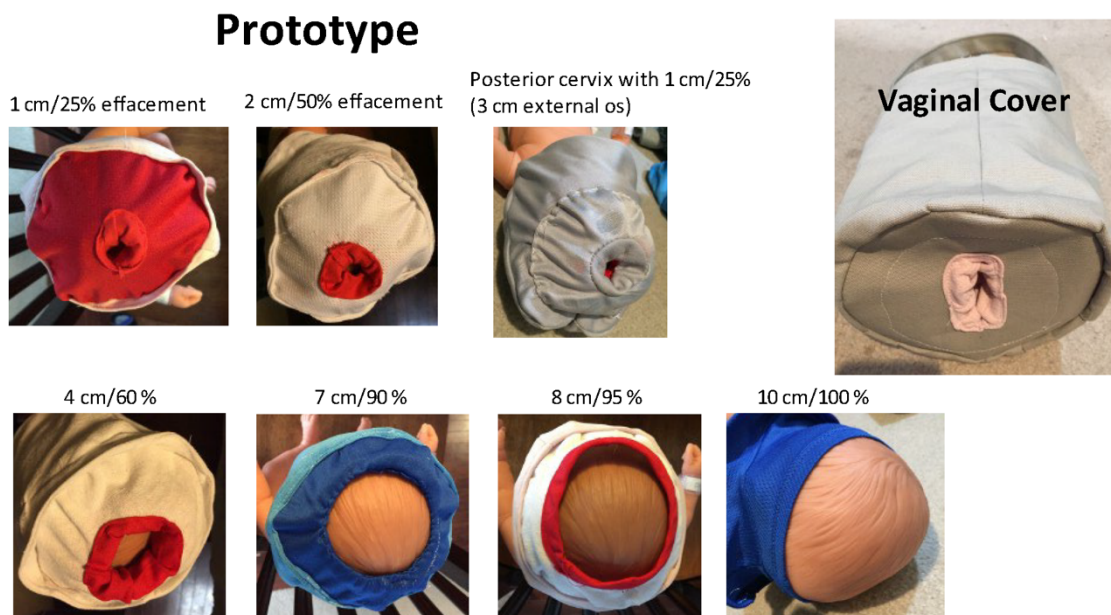 Prototype
1 cm/25% effacement
2 cm/50% effacement
Posterior cervix with 1 cm/25%
(3 cm external os)
Vaginal Cover
4 cm/60 %
7 cm/90 %
8 cm/95 %
10 cm/100 %